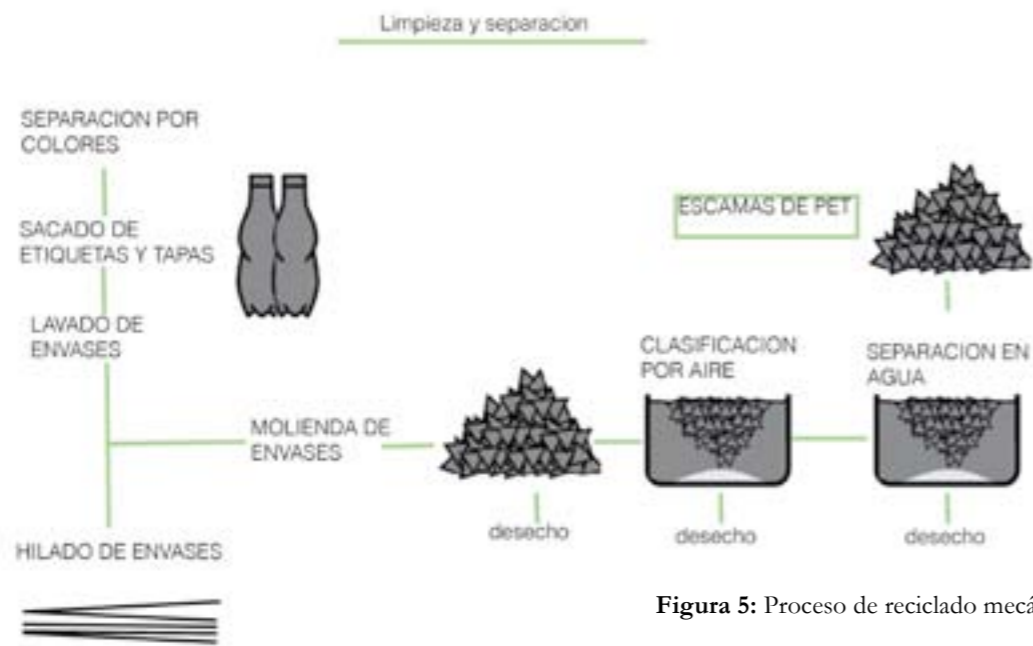 Limpieza y separacion
SEPARACION POR
COLORES
SACADO DE
ETIQUETAS Y TAPAS
LAVADO DE
ENVASES
HILADO DE ENVASES
MOLIENDA DE
ENVASES
desecho
CLASIFICACION
POR AIRE
desecho
SEPARACION EN
AGUA
desecho
ESCAMAS DE PET
Figura 5: Proceso de reciclado mecá